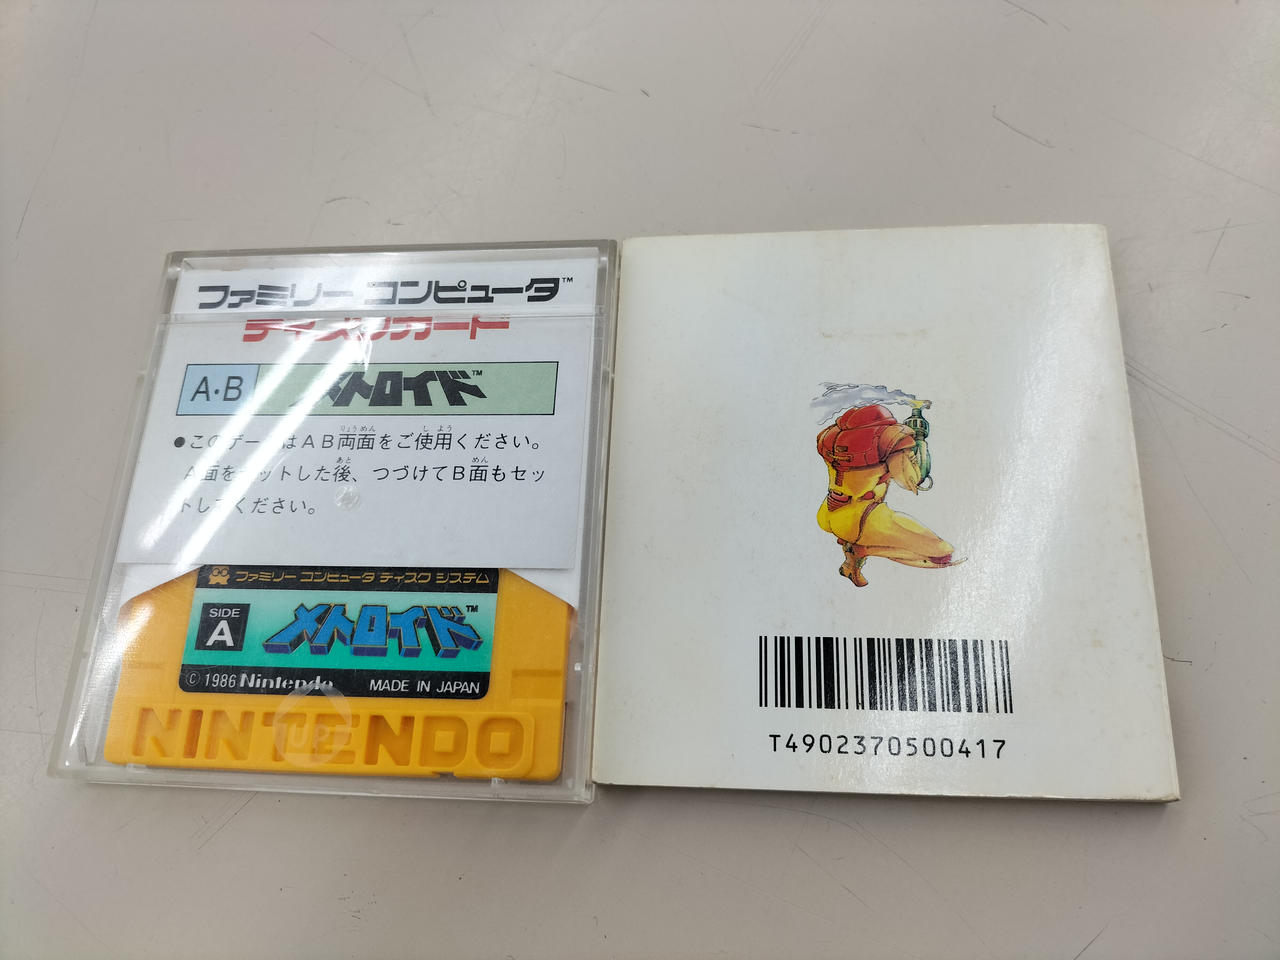 ファミリー コンピュータ™
ディスクカード
A・B
メトロイド™
●このゲームはAB両面をご使用ください。
A面をセットした後、つづけてB面もセッ
トしてください。
ファミリー コンピュータ ディスク システム
SIDE
A
メトロイド™
© 1986 Nintendo
MADE IN JAPAN
NINTENDO
T4902370500417